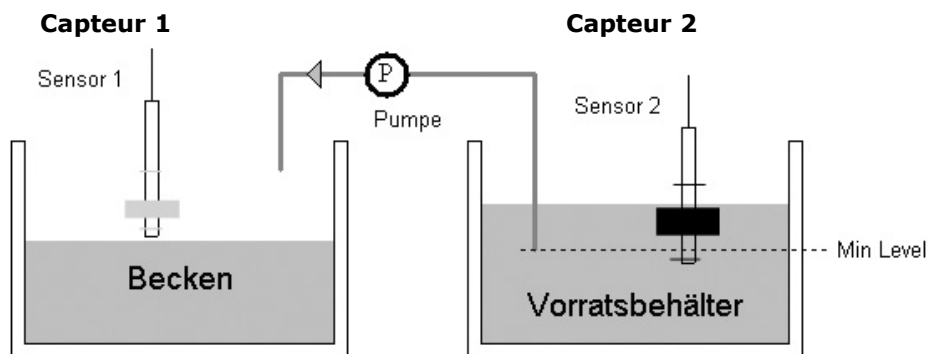 Capteur 1
Capteur 2
Sensor 1
P
Pumpe
Sensor 2
Min Level
Becken
Vorratsbehälter